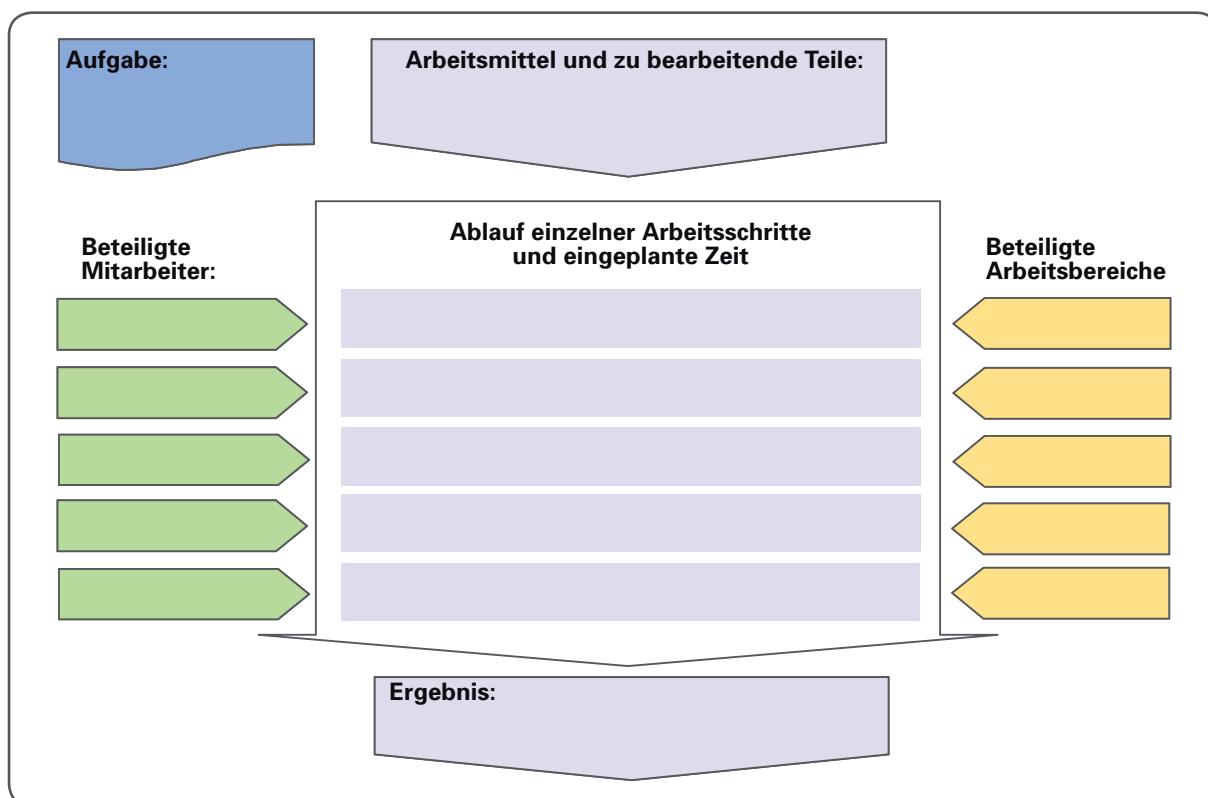 Aufgabe:
Arbeitsmittel und zu bearbeitende Teile:
Beteiligte
Mitarbeiter:
Ablauf einzelner Arbeitsschritte
und eingeplante Zeit
Beteiligte
Arbeitsbereiche
Ergebnis: